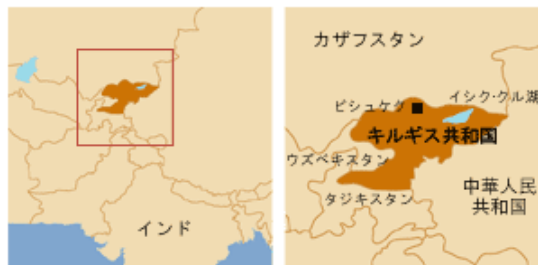 インド
カザフスタン
ビシュケク
イシク・クル湖
キルギス共和国
ウズベキスタン
タジキスタン
中華人民
共和国